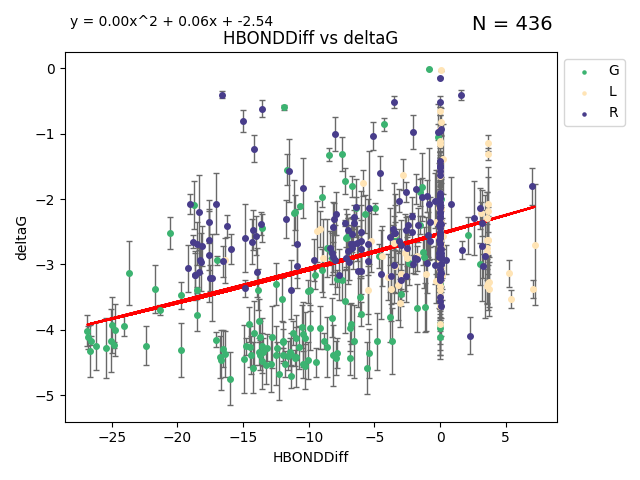 y = 0.00x^2 + 0.06x + -2.54
N = 436
HBONDDiff vs deltaG
G
L
R
deltaG
0
−1
−2
−3
−4
−5
−25
−20
−15
−10
−5
0
5
HBONDDiff